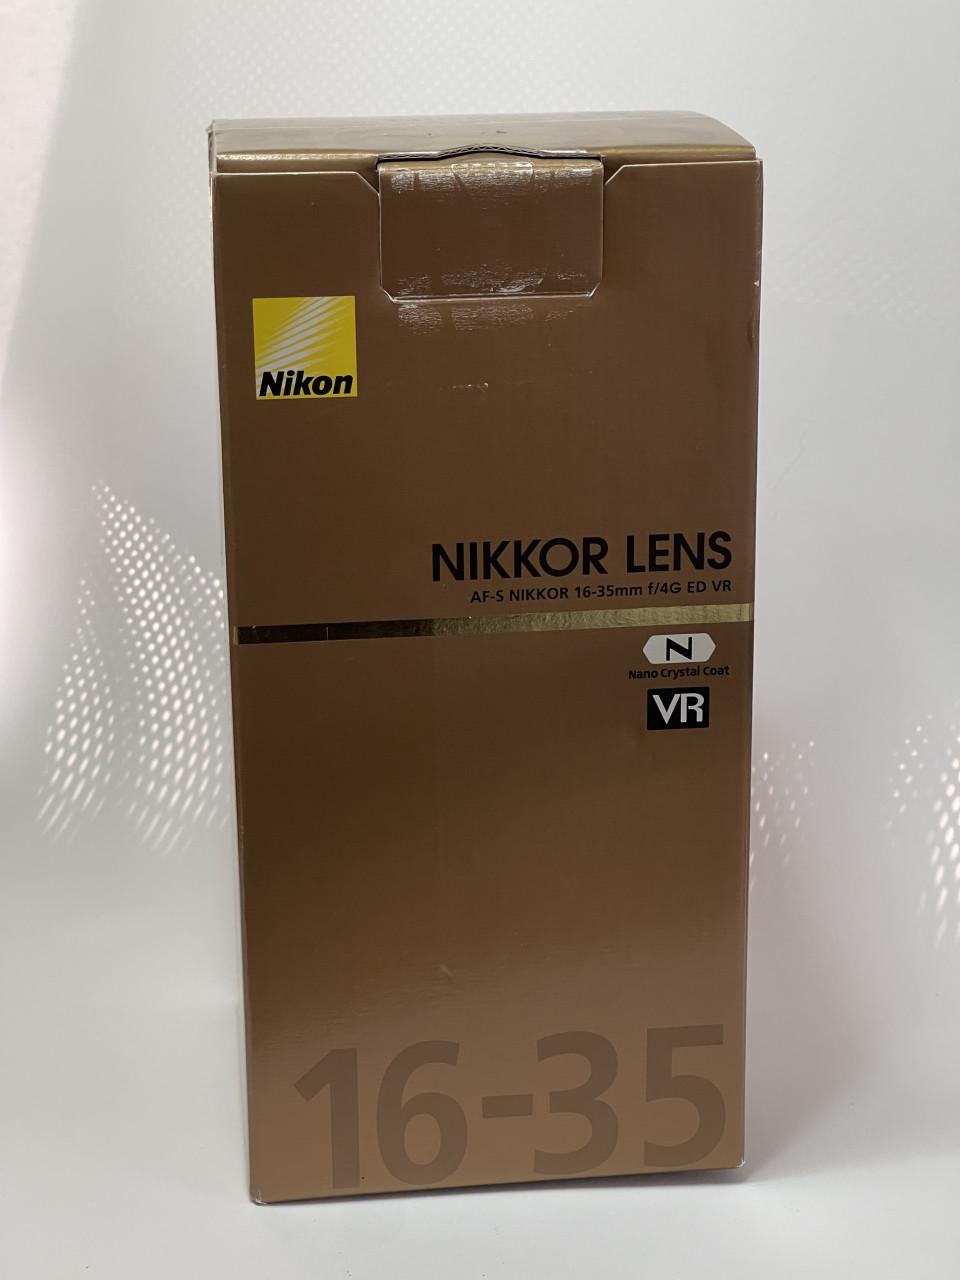 Nikon
NIKKOR LENS
AF-S NIKKOR 16-35mm f/4G ED VR
N
Nano Crystal Coat
VR
16-35